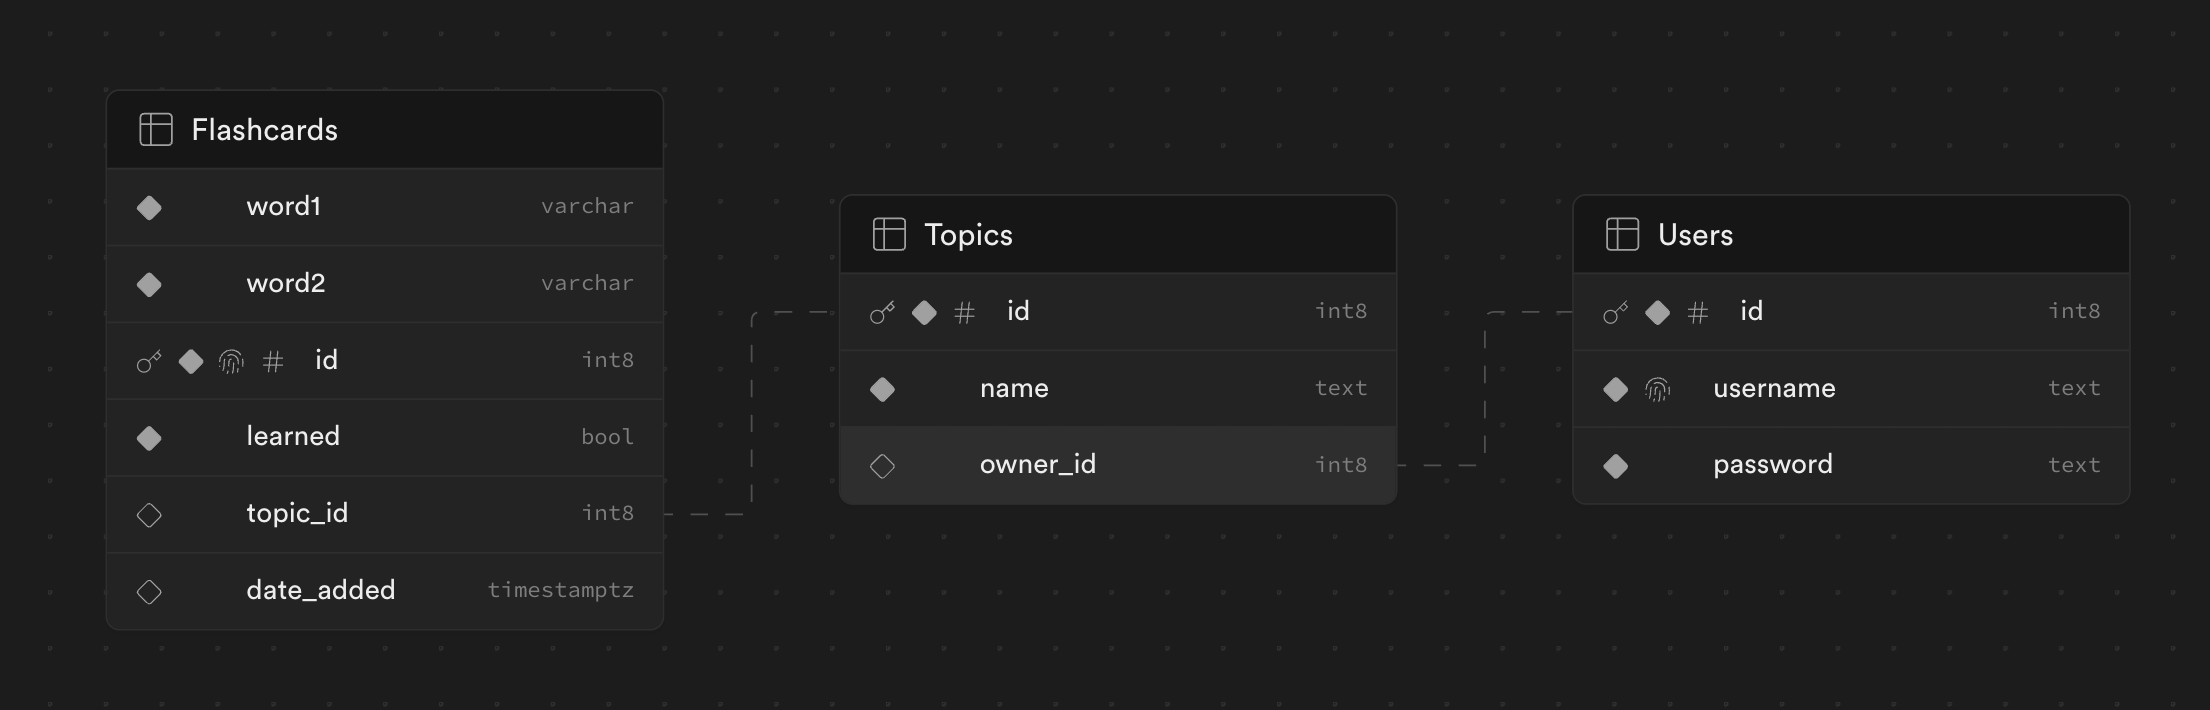 Flashcards
word1 varchar
word2 varchar
# id int8
learned bool
topic_id int8
date_added timestamptz
Topics
# id int8
name text
owner_id int8
Users
# id int8
username text
password text